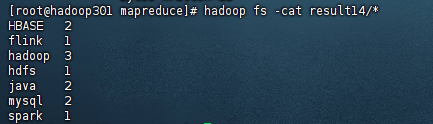 [root@hadoop301 mapreduce]# hadoop fs -cat result14/*
HBASE 2
flink 1
hadoop 3
hdfs 1
java 2
mysql 2
spark 1